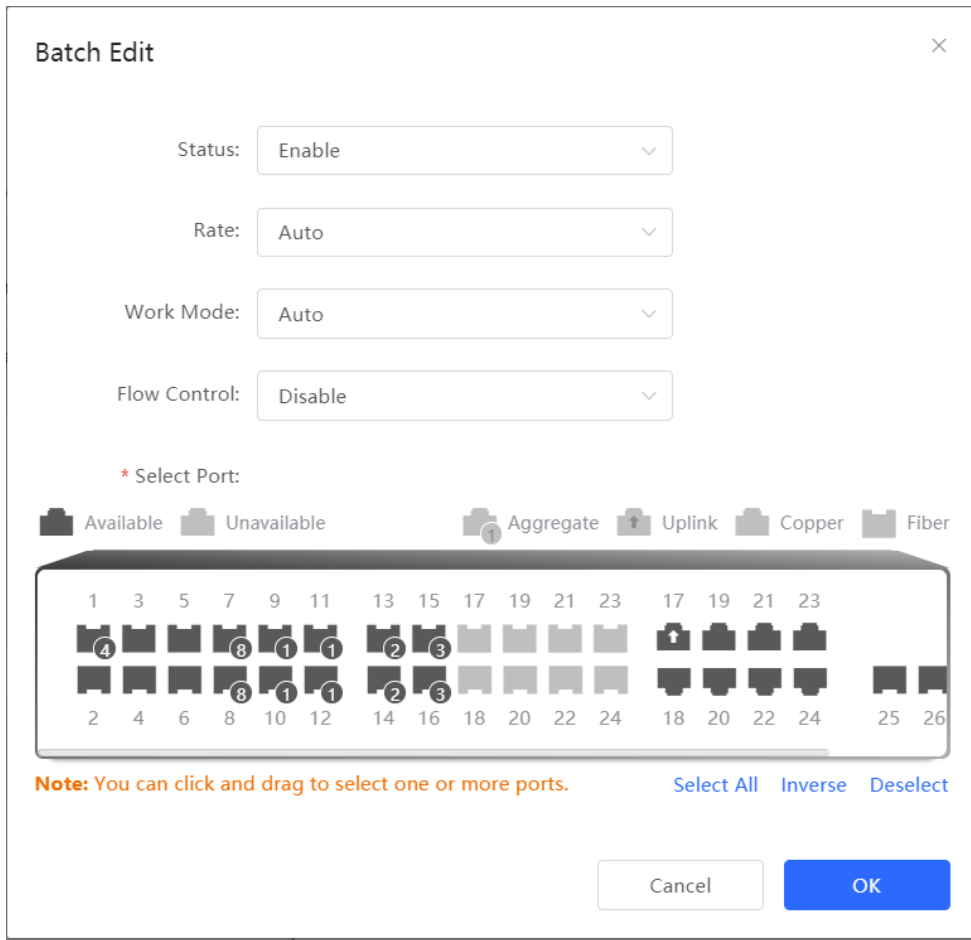 Batch Edit
Status: Enable
Rate: Auto
Work Mode: Auto
Flow Control: Disable
* Select Port:
Available Unavailable 1 Aggregate Uplink Copper Fiber
1 3 5 7 9 11 13 15 17 19 21 23 17 19 21 23
4 8 1 1 2 3
8 1 1 2 3
2 4 6 8 10 12 14 16 18 20 22 24 18 20 22 24 25 26
Note: You can click and drag to select one or more ports. Select All Inverse Deselect
Cancel OK